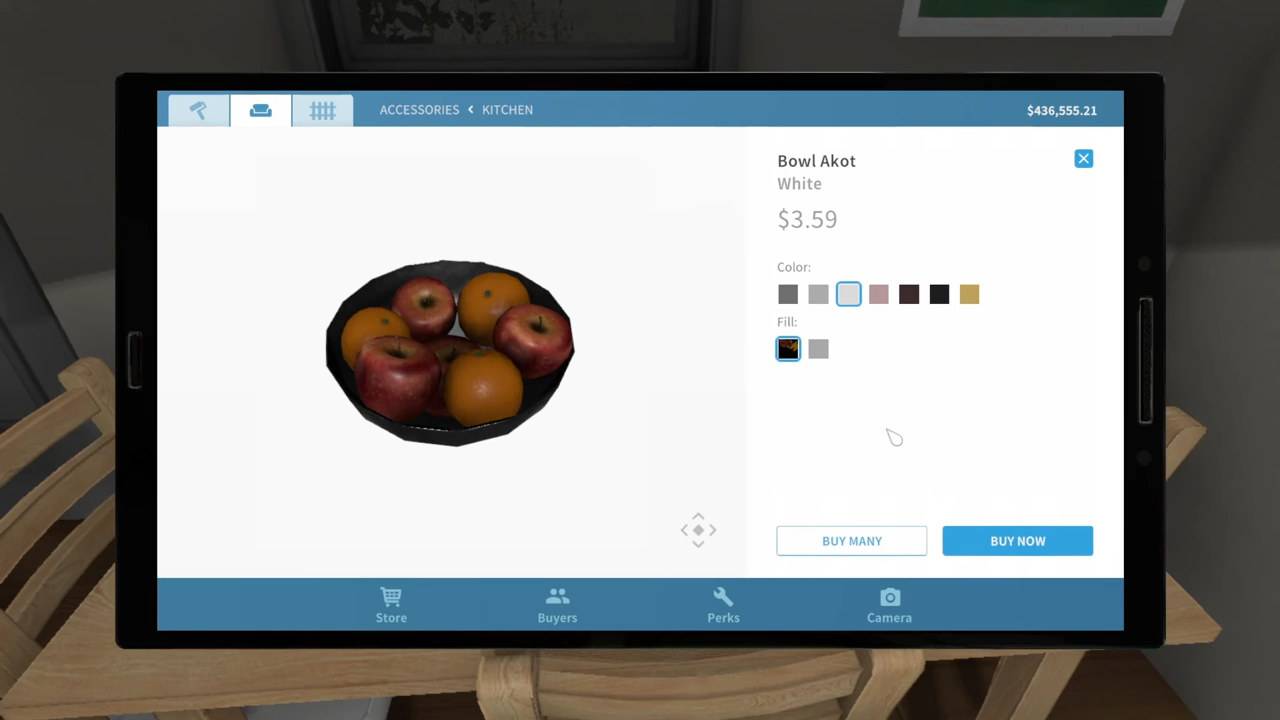 ACCESSORIES < KITCHEN
$436,555.21
Bowl Akot
White
$3.59
Color:
Fill:
BUY MANY
BUY NOW
Store
Buyers
Perks
Camera